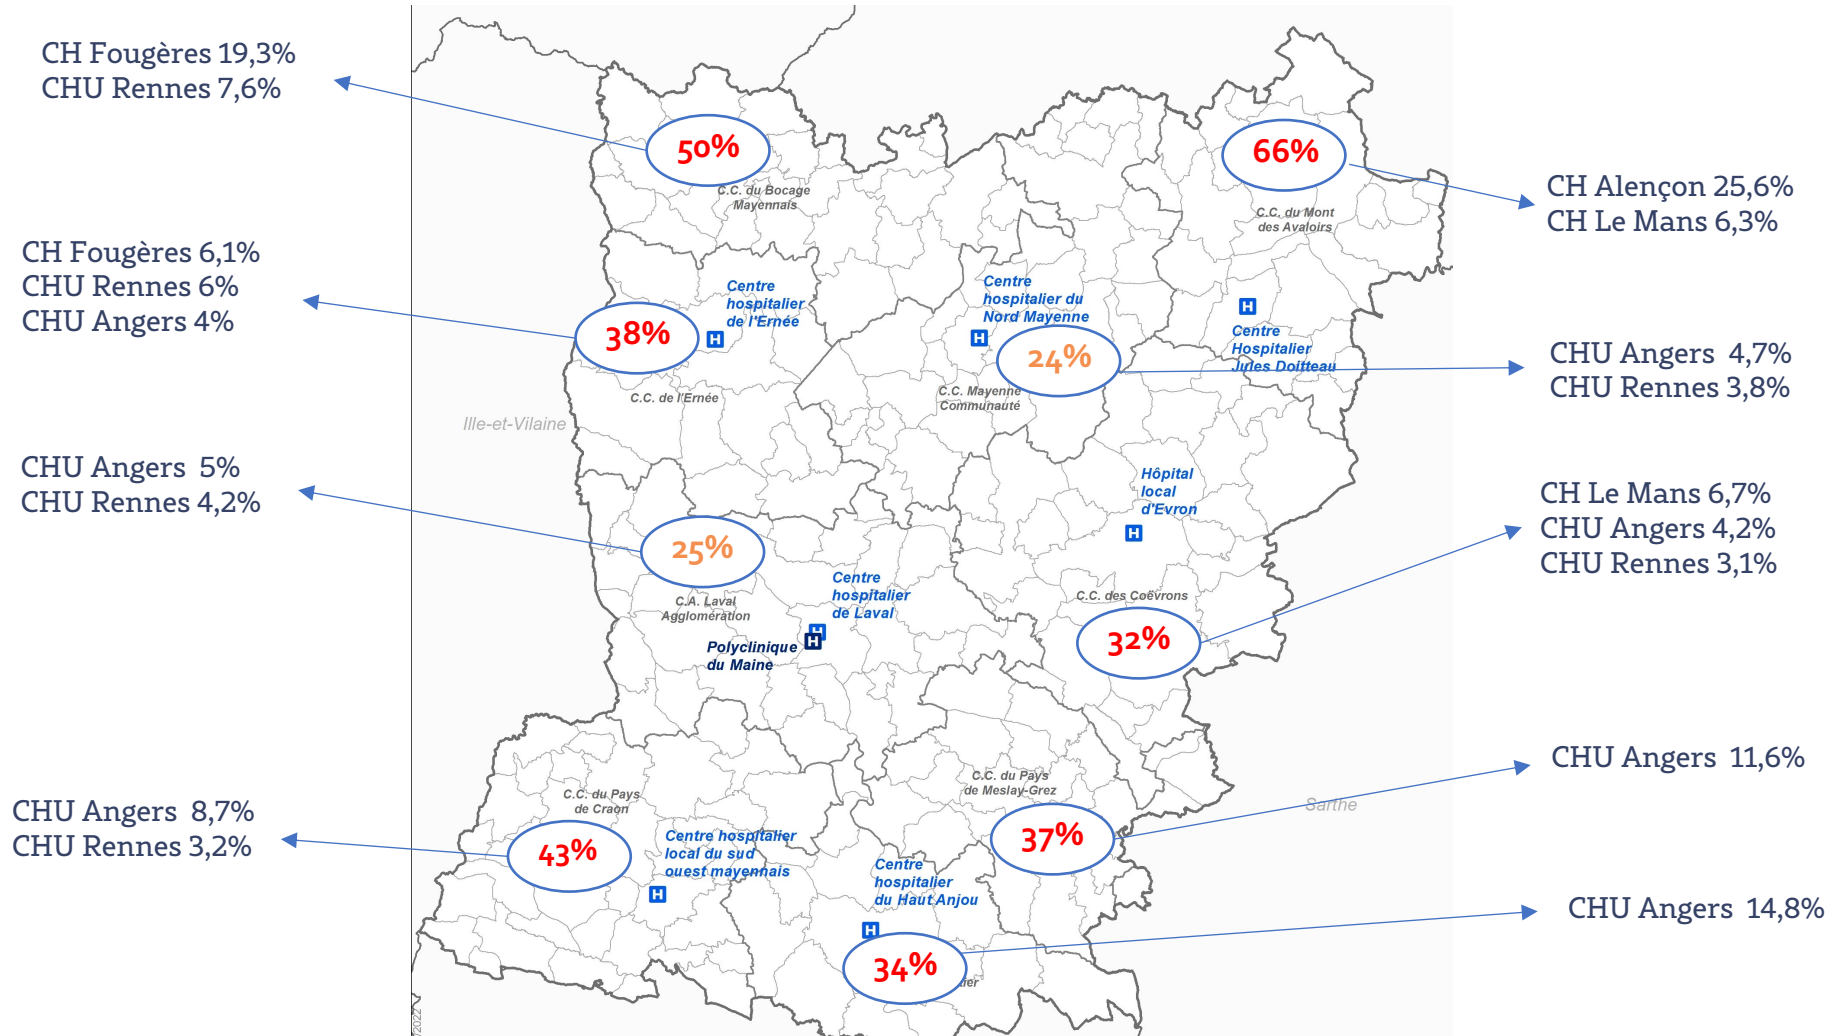 CH Fougères 19,3%
CHU Rennes 7,6%
50%
C.C. du Bocage
Mayennais
66%
C.C. du Mont
des Avaloirs
CH Alençon 25,6%
CH Le Mans 6,3%
CH Fougères 6,1%
CHU Rennes 6%
CHU Angers 4%
38%
Centre
hospitalier
de l'Ernée
H
C.C. de l'Ernée
Ille-et-Vilaine
Centre
hospitalier du
Nord Mayenne
H
24%
C.C. Mayenne
Communauté
H
Centre
Hospitalier
Jules Doitteau
CHU Angers 4,7%
CHU Rennes 3,8%
CHU Angers 5%
CHU Rennes 4,2%
25%
C.A. Laval
Agglomération
Centre
hospitalier
de Laval
H
H
Polyclinique
du Maine
Hôpital
local
d'Evron
H
C.C. des Coëvrons
32%
CH Le Mans 6,7%
CHU Angers 4,2%
CHU Rennes 3,1%
CHU Angers 8,7%
CHU Rennes 3,2%
C.C. du Pays
de Craon
43%
Centre hospitalier
local du sud
ouest mayennais
H
C.C. du Pays
de Meslay-Grez
37%
CHU Angers 11,6%
Sarthe
Centre
hospitalier
du Haut Anjou
H
34%
CHU Angers 14,8%
2022